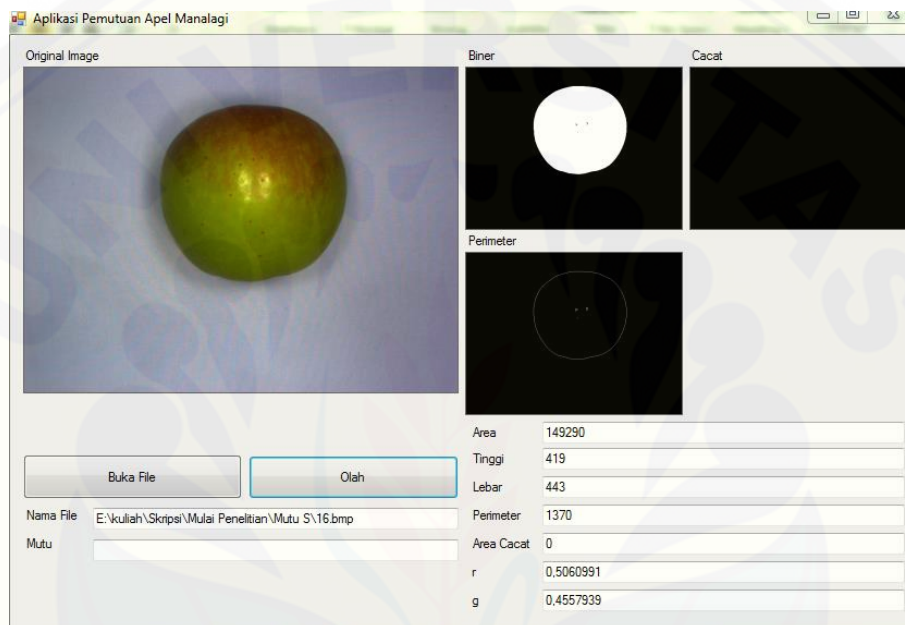 Aplikasi Pemutuan Apel Manalagi
Original Image
Biner
Cacat
Perimeter
Buka File
Olah
Nama File
E:\kuliah\Skripsi\Mulai Penelitian\Mutu S\16.bmp
Mutu
Area
149290
Tinggi
419
Lebar
443
Perimeter
1370
Area Cacat
0
r
0,5060991
g
0,4557939
UNIVERSITAS